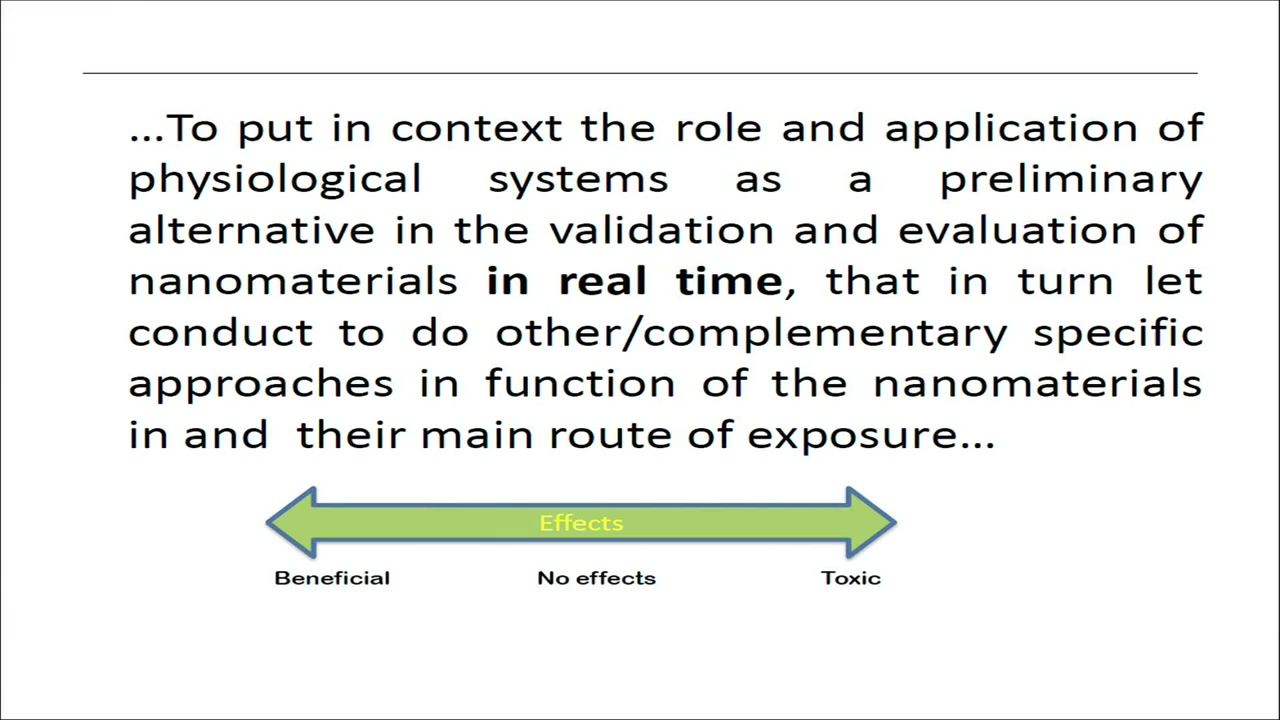 ...To put in context the role and application of
physiological systems as a preliminary
alternative in the validation and evaluation of
nanomaterials in real time, that in turn let
conduct to do other/complementary specific
approaches in function of the nanomaterials
in and their main route of exposure...
Effects
Beneficial No effects Toxic